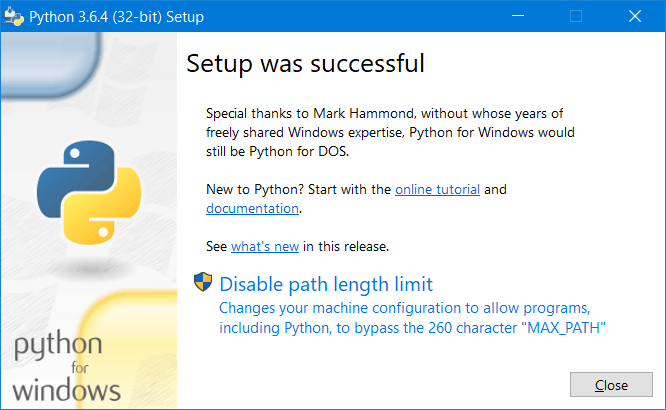 Python 3.6.4 (32-bit) Setup
Setup was successful
Special thanks to Mark Hammond, without whose years of
freely shared Windows expertise, Python for Windows would
still be Python for DOS.
New to Python? Start with the online tutorial and
documentation.
See what's new in this release.
Disable path length limit
Changes your machine configuration to allow programs,
including Python, to bypass the 260 character "MAX_PATH"
python
for
windows
Close